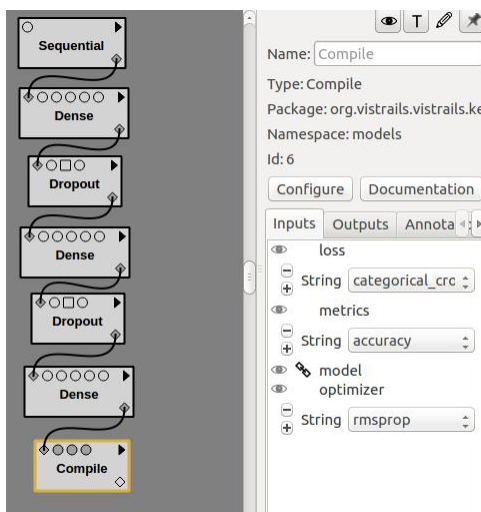 Sequential
Dense
Dropout
Dense
Dropout
Dense
Compile
T
Name: Compile
Type: Compile
Package: org.vistrails.vistrails.ke
Namespace: models
Id: 6
Configure Documentation
Inputs Outputs Annota
loss
String categorical_crc
metrics
String accuracy
model
optimizer
String rmsprop